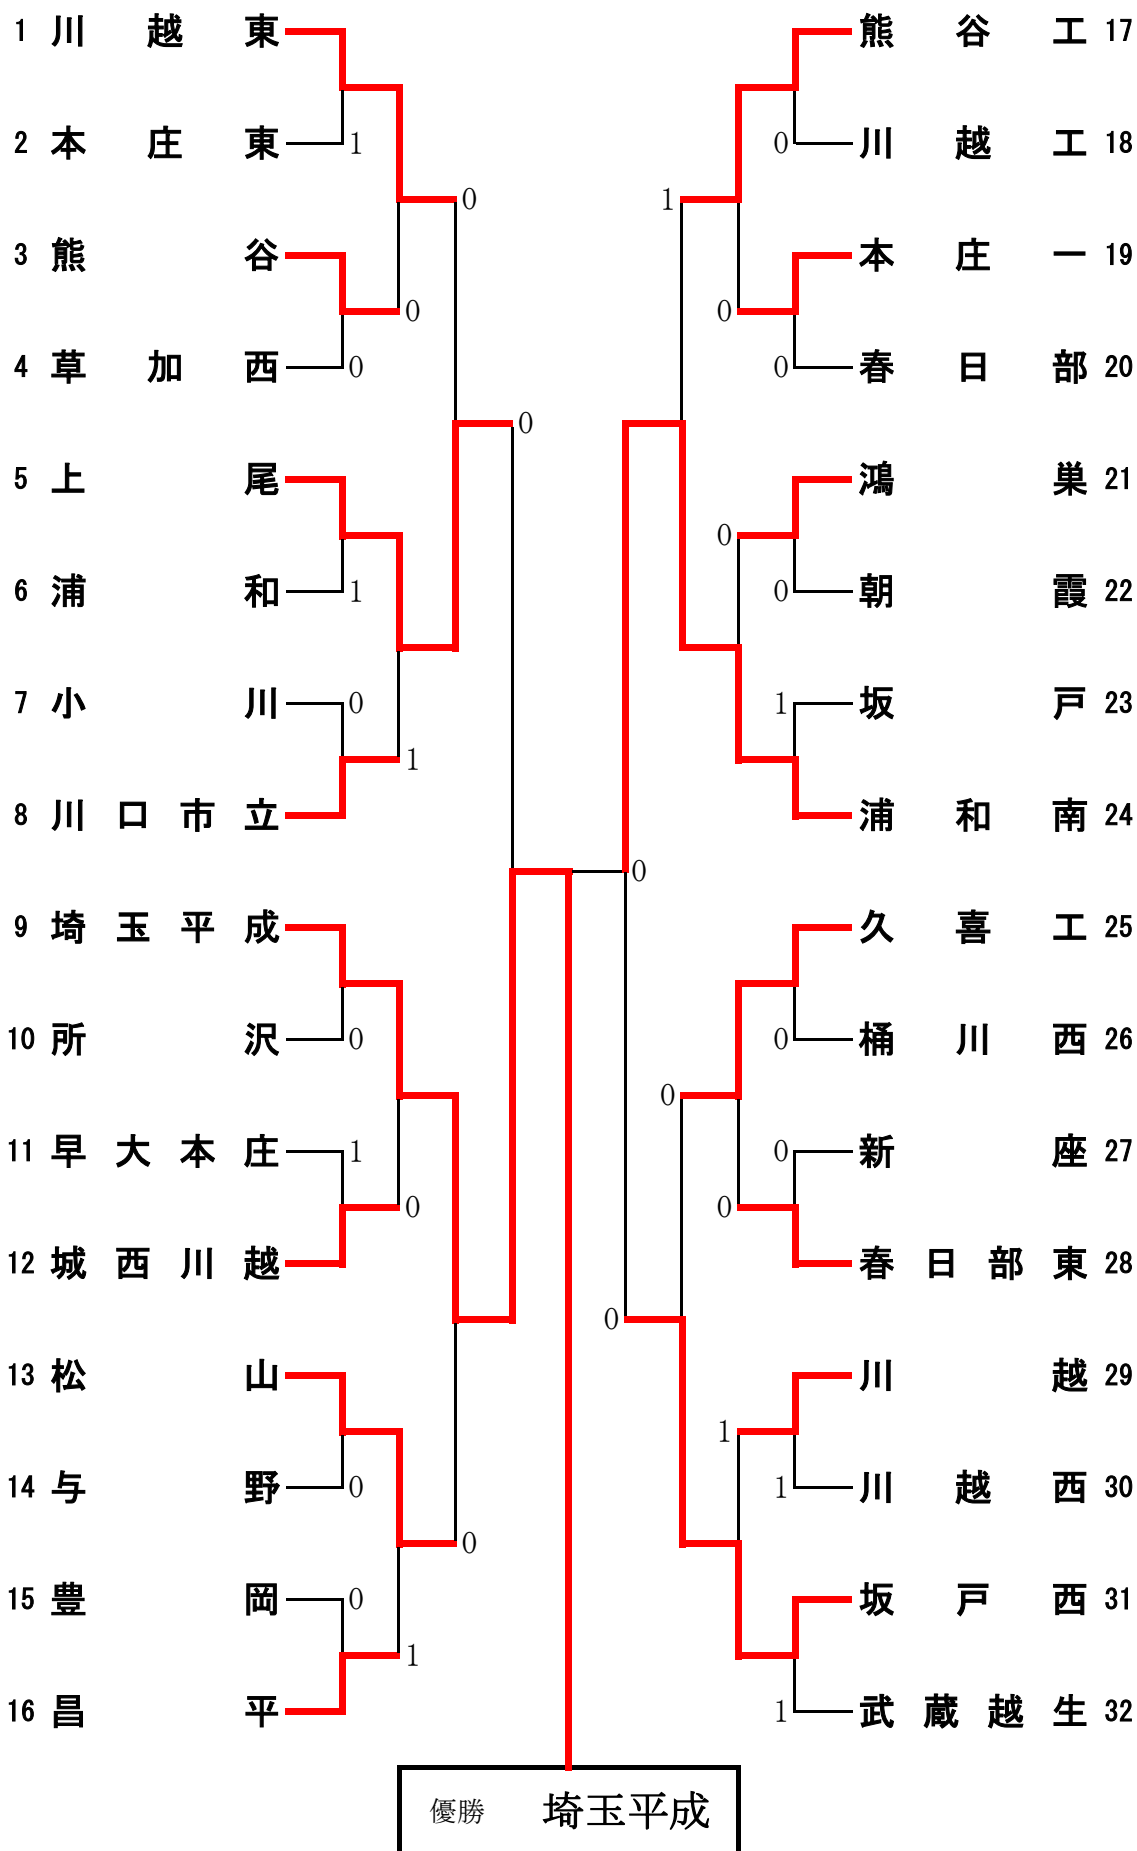 1 川越東
熊谷工 17
2 本庄東 1
0 川越工 18
0
1
3 熊谷
本庄一 19
0
0
4 草加西 0
0 春日部 20
0
5 上尾
鴻巣 21
0
6 浦和 1
0 朝霞 22
7 小川 0
1 坂戸 23
1
8 川口市立
浦和南 24
0
9 埼玉平成
久喜工 25
10 所沢 0
0 桶川西 26
0
11 早大本庄 1
0 新座 27
0
0
12 城西川越
春日部東 28
0
13 松山
川越 29
1
14 与野 0
1 川越西 30
0
15 豊岡 0
坂戸西 31
1
16 昌平
1 武蔵越生 32
優勝 埼玉平成